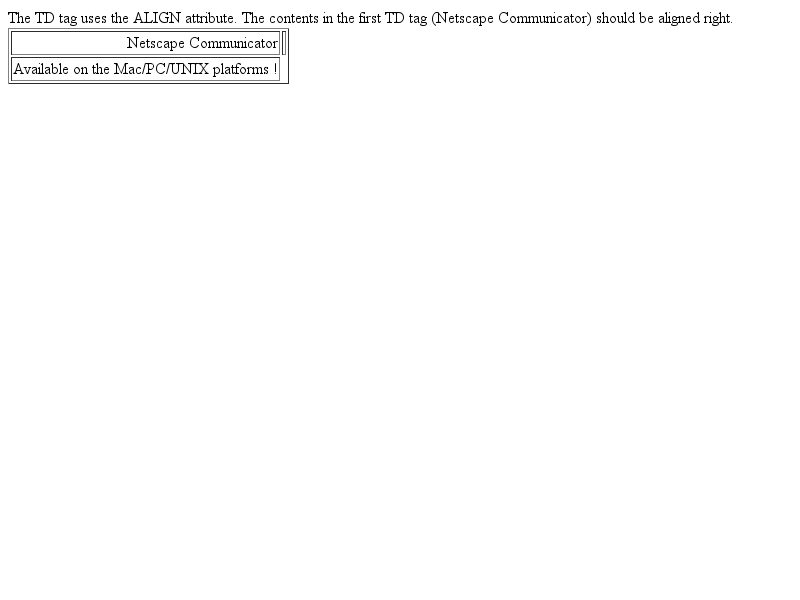 The TD tag uses the ALIGN attribute. The contents in the first TD tag (Netscape Communicator) should be aligned right.
Netscape Communicator
Available on the Mac/PC/UNIX platforms !